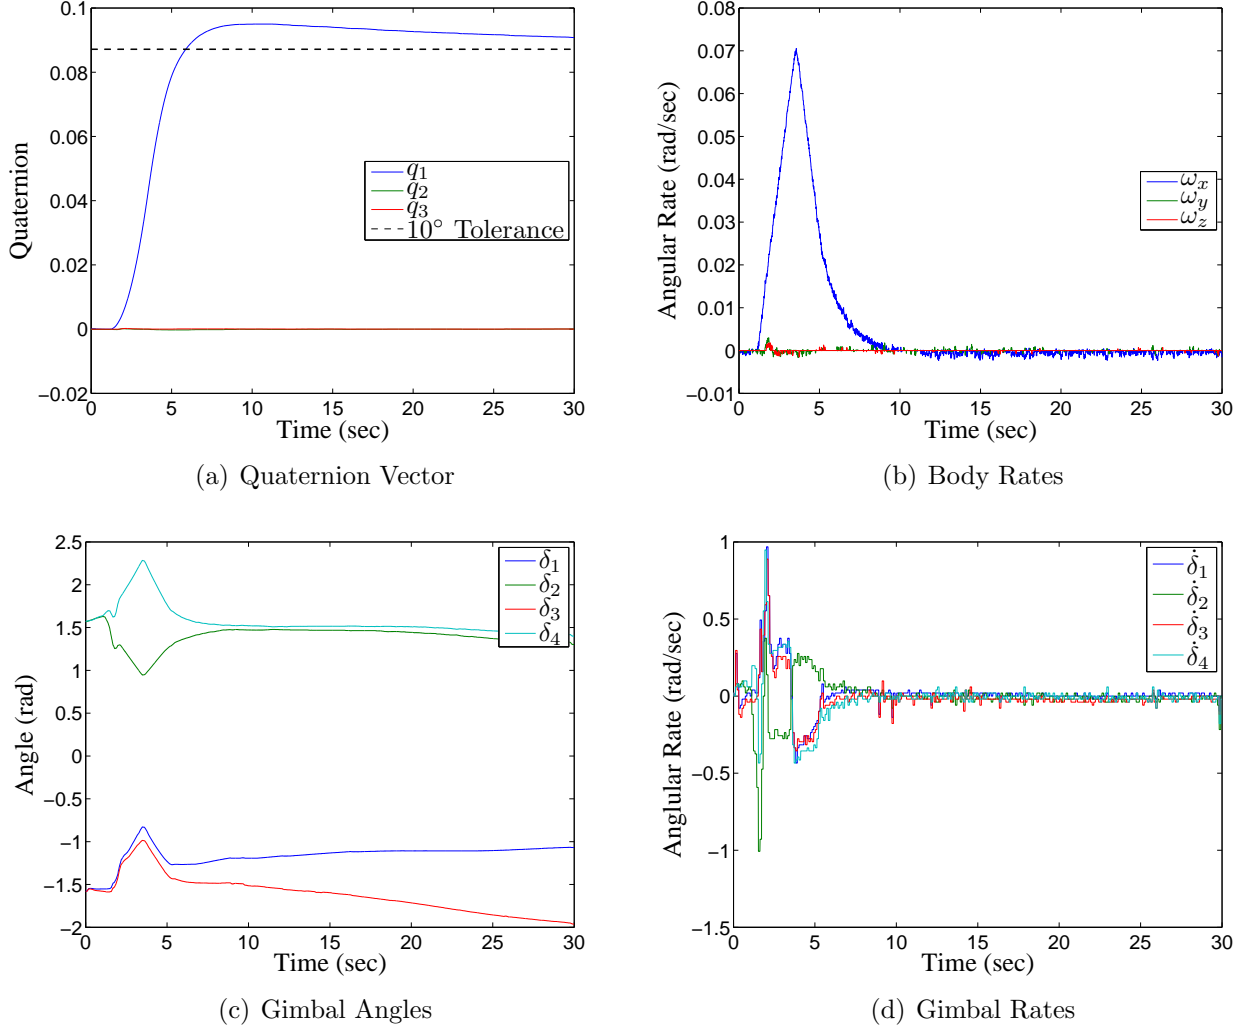 0.1
0.08
0.06
0.04
0.02
0
−0.02
Quaternion
q1
q2
q3
10° Tolerance
0 5 10 15 20 25 30
Time (sec)
(a) Quaternion Vector
0.08
0.07
0.06
0.05
0.04
0.03
0.02
0.01
0
−0.01
Angular Rate (rad/sec)
ωx
ωy
ωz
0 5 10 15 20 25 30
Time (sec)
(b) Body Rates
2.5
2
1.5
1
0.5
0
−0.5
−1
−1.5
−2
Angle (rad)
δ1
δ2
δ3
δ4
0 5 10 15 20 25 30
Time (sec)
(c) Gimbal Angles
1
0.5
0
−0.5
−1
−1.5
Anglular Rate (rad/sec)
δ̇1
δ̇2
δ̇3
δ̇4
0 5 10 15 20 25 30
Time (sec)
(d) Gimbal Rates